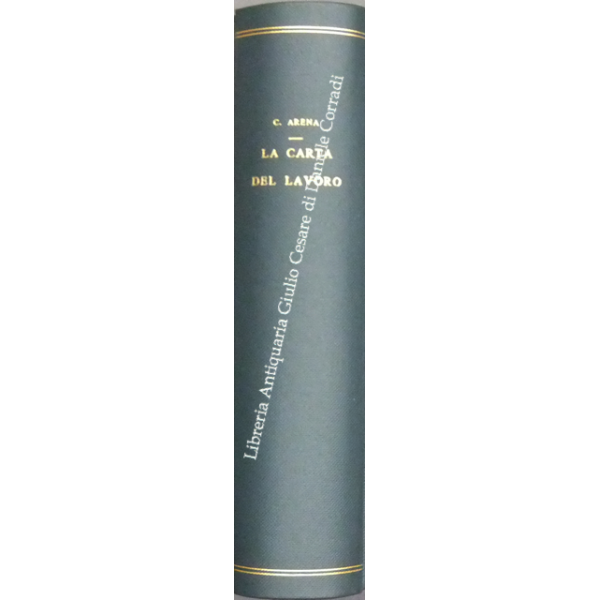 C. ARENA
LA CARTA
DEL LAVORO
Libreria Antiquaria Giulio Cesare di Daniele Corradi